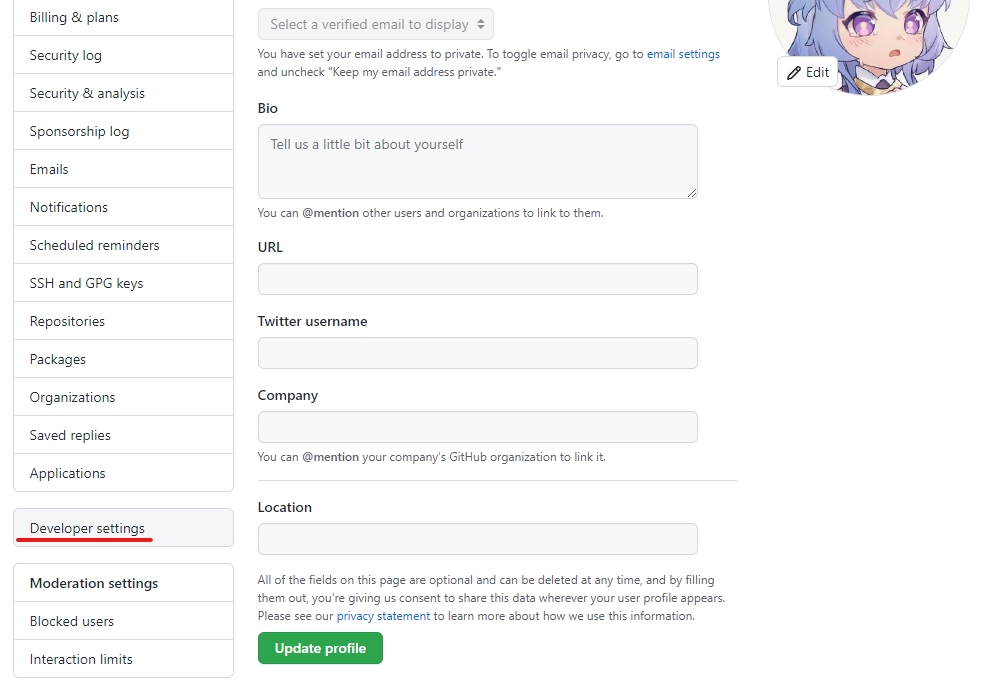 Billing & plans
Security log
Security & analysis
Sponsorship log
Emails
Notifications
Scheduled reminders
SSH and GPG keys
Repositories
Packages
Organizations
Saved replies
Applications
Developer settings
Moderation settings
Blocked users
Interaction limits
Select a verified email to display
You have set your email address to private. To toggle email privacy, go to email settings
and uncheck "Keep my email address private."
Bio
Tell us a little bit about yourself
You can @mention other users and organizations to link to them.
URL
Twitter username
Company
You can @mention your company's GitHub organization to link it.
Location
All of the fields on this page are optional and can be deleted at any time, and by filling
them out, you're giving us consent to share this data wherever your user profile appears.
Please see our privacy statement to learn more about how we use this information.
Update profile
Edit